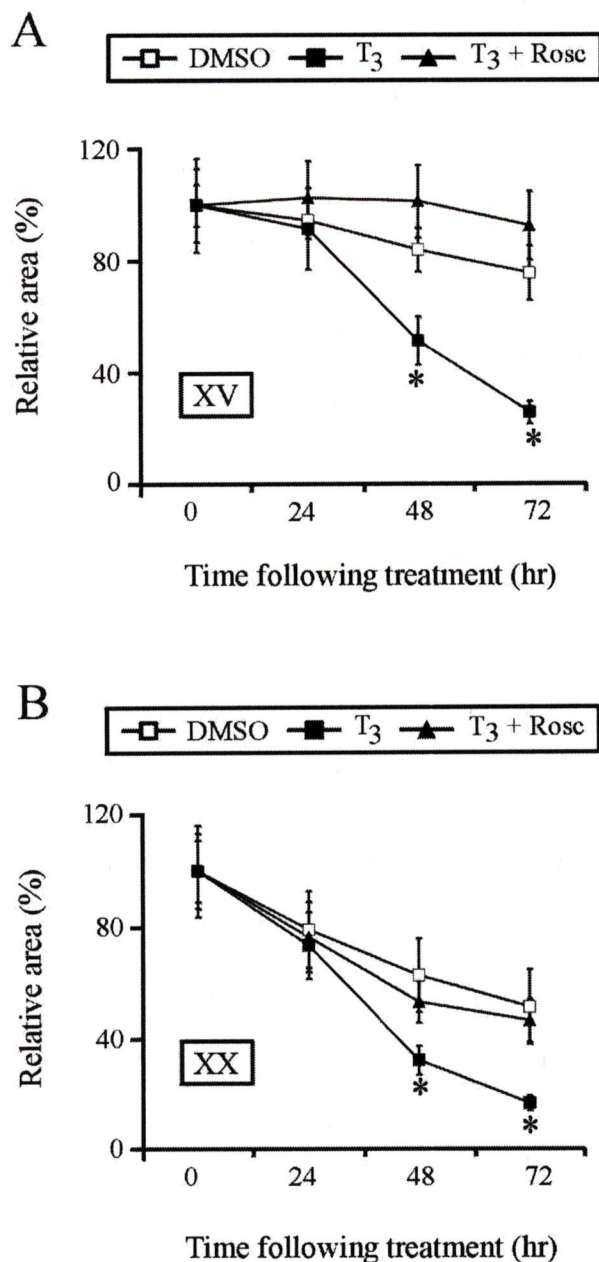 A
DMSO T3 T3 + Rosc
120
80
40
0
Relative area (%)
XV
*
*
0 24 48 72
Time following treatment (hr)
B
DMSO T3 T3 + Rosc
120
80
40
0
Relative area (%)
XX
*
*
0 24 48 72
Time following treatment (hr)